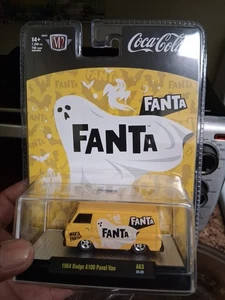 14+
M2
Coca-Cola
FANTA
FANTA
FANTA
FANTA
1964 Dodge A100 Panel Van